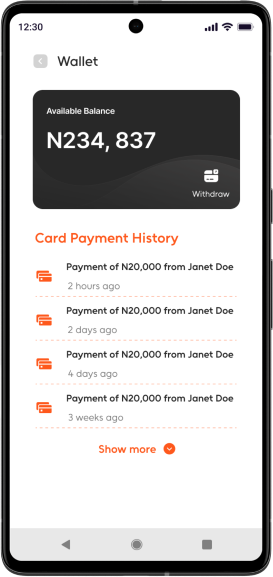 12:30
Wallet
Available Balance
N234, 837
Withdraw
Card Payment History
Payment of N20,000 from Janet Doe
2 hours ago
Payment of N20,000 from Janet Doe
2 days ago
Payment of N20,000 from Janet Doe
4 days ago
Payment of N20,000 from Janet Doe
3 weeks ago
Show more